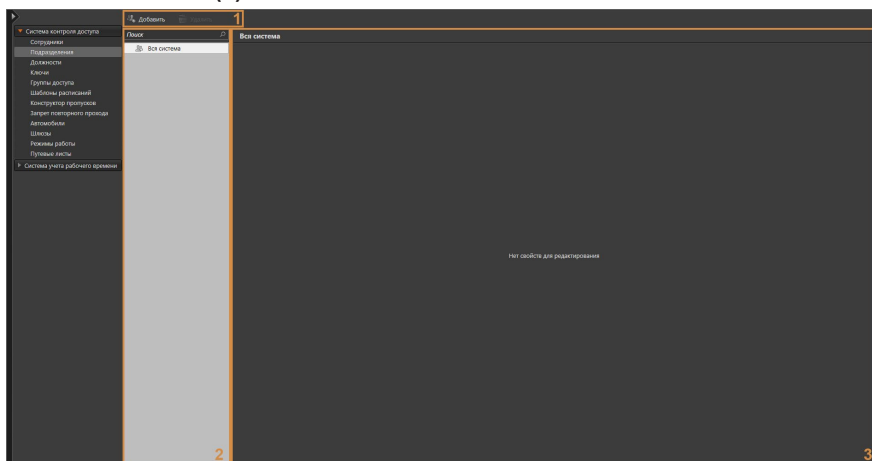 Добавить
Удалить
1
Система контроля доступа
Сотрудники
Подразделения
Должности
Ключи
Группы доступа
Шаблоны расписаний
Конструктор пропусков
Запрет повторного прохода
Автомобили
Шлюзы
Режимы работы
Путевые листы
Система учета рабочего времени
Поиск
Вся система
2
Вся система
Нет свойств для редактирования
3